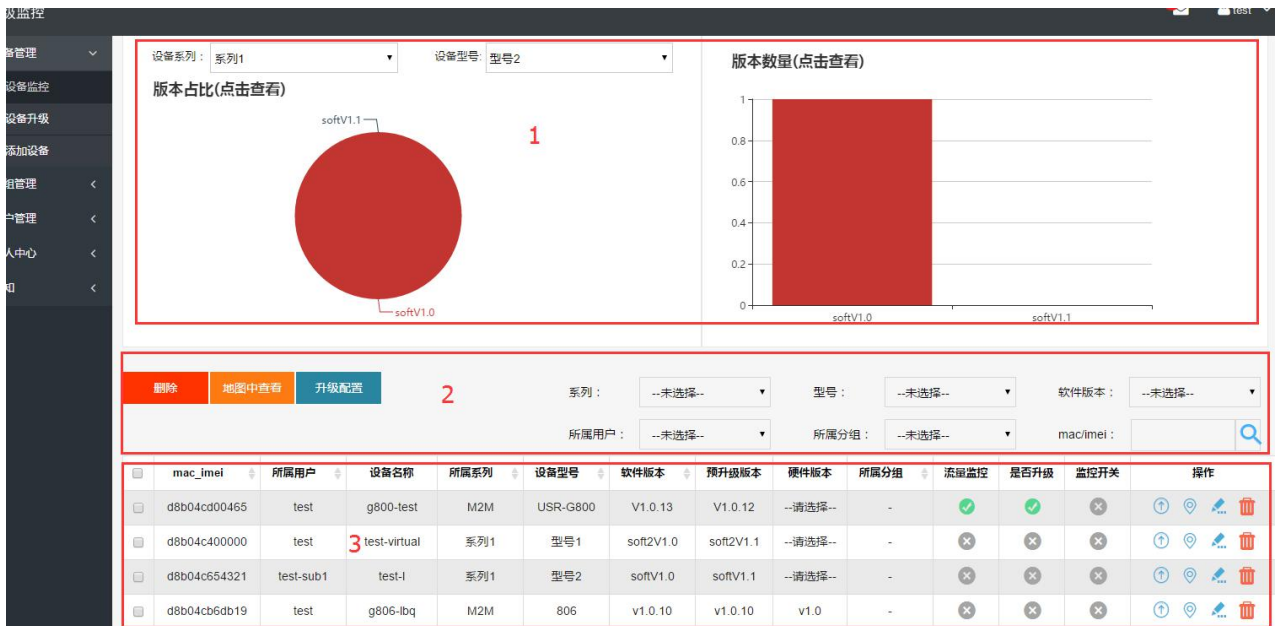 级监控
test
备管理
设备监控
设备升级
添加设备
组管理
户管理
人中心
知
设备系列： 系列1 设备型号: 型号2
版本占比(点击查看)
softV1.1
softV1.0
1
版本数量(点击查看)
1
0.8
0.6
0.4
0.2
0
softV1.0 softV1.1
删除 地图中查看 升级配置
2
系列： --未选择-- 型号： --未选择-- 软件版本： --未选择--
所属用户： --未选择-- 所属分组： --未选择-- mac/imei：
mac_imei 所属用户 设备名称 所属系列 设备型号 软件版本 预升级版本 硬件版本 所属分组 流量监控 是否升级 监控开关 操作
d8b04cd00465 test g800-test M2M USR-G800 V1.0.13 V1.0.12 --请选择-- -
d8b04c400000 test 3 test-virtual 系列1 型号1 soft2V1.0 soft2V1.1 --请选择-- -
d8b04c654321 test-sub1 test-l 系列1 型号2 softV1.0 softV1.1 --请选择-- -
d8b04cb6db19 test g806-lbq M2M 806 v1.0.10 v1.0.10 v1.0 -